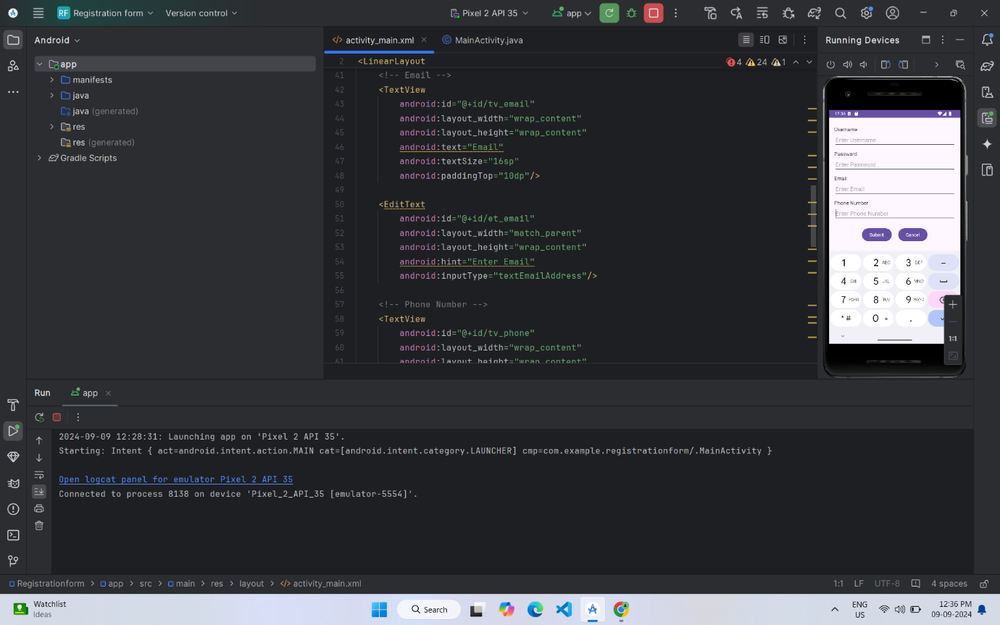 RF Registration form Version control Pixel 2 API 35 app
Android
app
manifests
java
java (generated)
res
res (generated)
Gradle Scripts
activity_main.xml MainActivity.java
4 24 1
2 <LinearLayout
41 <!-- Email -->
42 <TextView
43 android:id="@+id/tv_email"
44 android:layout_width="wrap_content"
45 android:layout_height="wrap_content"
46 android:text="Email"
47 android:textSize="16sp"
48 android:paddingTop="10dp"/>
49
50 <EditText
51 android:id="@+id/et_email"
52 android:layout_width="match_parent"
53 android:layout_height="wrap_content"
54 android:hint="Enter Email"
55 android:inputType="textEmailAddress"/>
56
57 <!-- Phone Number -->
58 <TextView
59 android:id="@+id/tv_phone"
60 android:layout_width="wrap_content"
61 android:layout_height="wrap_content"
Running Devices
12:36
Username
Enter Username
Password
Enter Password
Email
Enter Email
Phone Number
Enter Phone Number
Submit Cancel
1 2 ABC 3 DEF –
4 GHI 5 JKL 6 MNO
7 PQRS 8 TUV 9 WXYZ
* # 0 + .
1:1
Run app
2024-09-09 12:28:31: Launching app on 'Pixel 2 API 35'.
Starting: Intent { act=android.intent.action.MAIN cat=[android.intent.category.LAUNCHER] cmp=com.example.registrationform/.MainActivity }
Open logcat panel for emulator Pixel 2 API 35
Connected to process 8138 on device 'Pixel_2_API_35 [emulator-5554]'.
Registrationform > app > src > main > res > layout > activity_main.xml 1:1 LF UTF-8 4 spaces
Watchlist
Ideas
Search
ENG
US
12:36 PM
09-09-2024